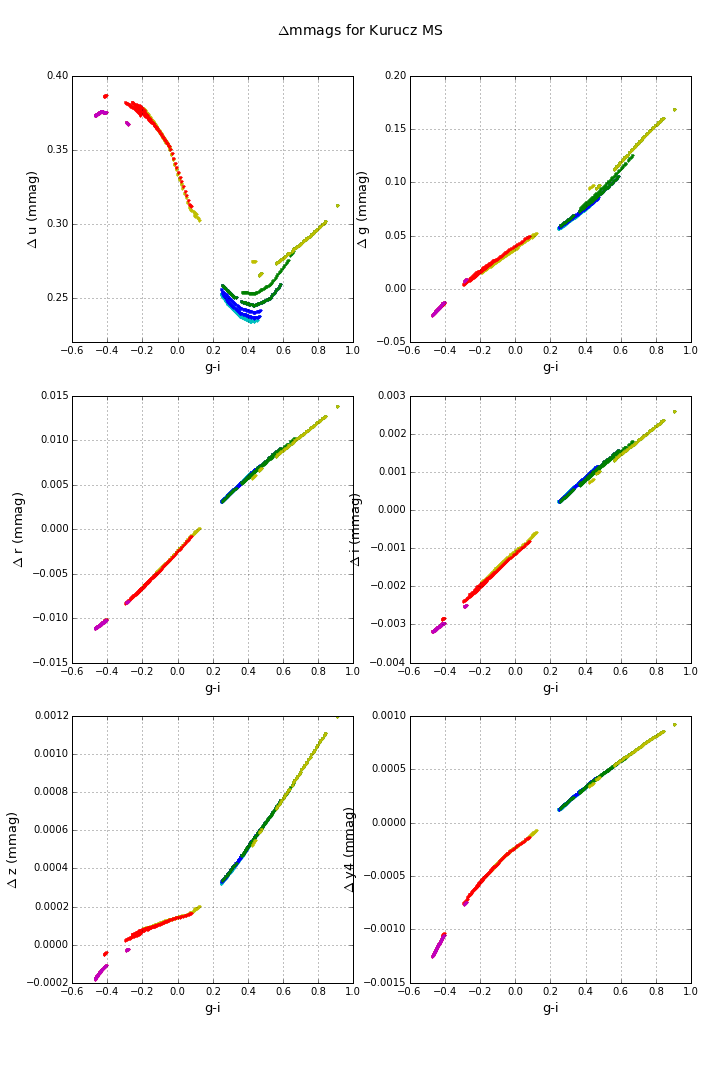 Δmmags for Kurucz MS
0.40
0.35
0.30
0.25
Δ u (mmag)
−0.6 −0.4 −0.2 0.0 0.2 0.4 0.6 0.8 1.0
g-i
0.20
0.15
0.10
0.05
0.00
−0.05
Δ g (mmag)
−0.6 −0.4 −0.2 0.0 0.2 0.4 0.6 0.8 1.0
g-i
0.015
0.010
0.005
0.000
−0.005
−0.010
−0.015
Δ r (mmag)
−0.6 −0.4 −0.2 0.0 0.2 0.4 0.6 0.8 1.0
g-i
0.003
0.002
0.001
0.000
−0.001
−0.002
−0.003
−0.004
Δ i (mmag)
−0.6 −0.4 −0.2 0.0 0.2 0.4 0.6 0.8 1.0
g-i
0.0012
0.0010
0.0008
0.0006
0.0004
0.0002
0.0000
−0.0002
Δ z (mmag)
−0.6 −0.4 −0.2 0.0 0.2 0.4 0.6 0.8 1.0
g-i
0.0010
0.0005
0.0000
−0.0005
−0.0010
−0.0015
Δ y4 (mmag)
−0.6 −0.4 −0.2 0.0 0.2 0.4 0.6 0.8 1.0
g-i